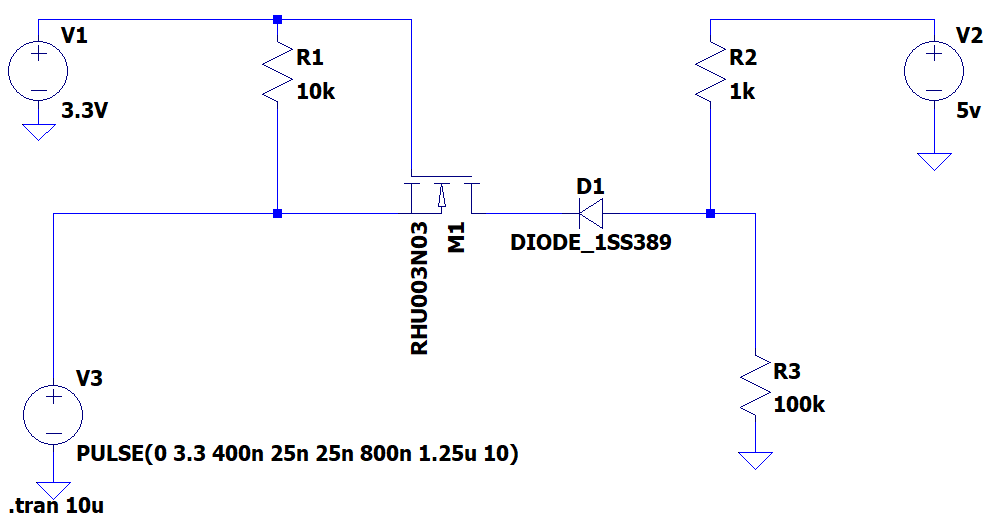 V1
3.3V
R1
10k
R2
1k
V2
5v
RHU003N03
M1
D1
DIODE_1SS389
R3
100k
V3
PULSE(0 3.3 400n 25n 25n 800n 1.25u 10)
.tran 10u